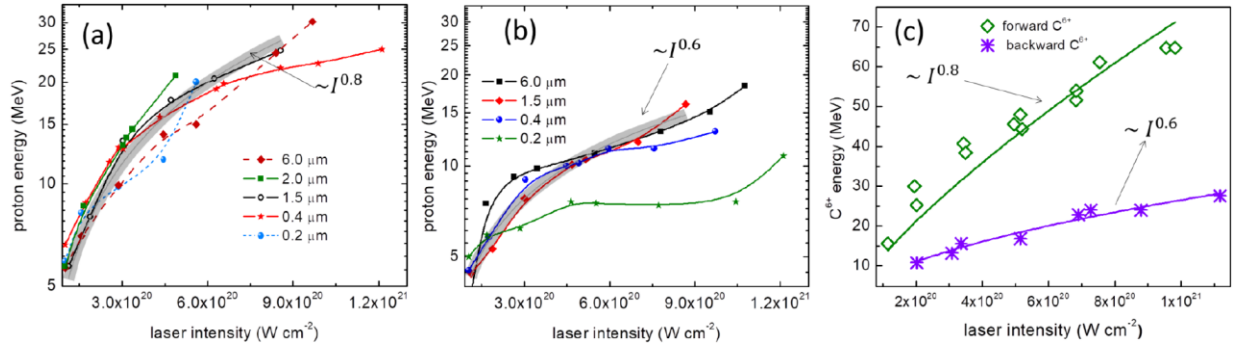 (a)
~I^0.8
6.0 µm
2.0 µm
1.5 µm
0.4 µm
0.2 µm
30
25
20
15
10
5
3.0x10^20
6.0x10^20
9.0x10^20
1.2x10^21
proton energy (MeV)
laser intensity (W cm^-2)
(b)
~I^0.6
6.0 µm
1.5 µm
0.4 µm
0.2 µm
30
25
20
15
10
5
3.0x10^20
6.0x10^20
9.0x10^20
1.2x10^21
proton energy (MeV)
laser intensity (W cm^-2)
(c)
forward C^6+
backward C^6+
~I^0.8
~I^0.6
70
60
50
40
30
20
10
2x10^20
4x10^20
6x10^20
8x10^20
1x10^21
C^6+ energy (MeV)
laser intensity (W cm^-2)